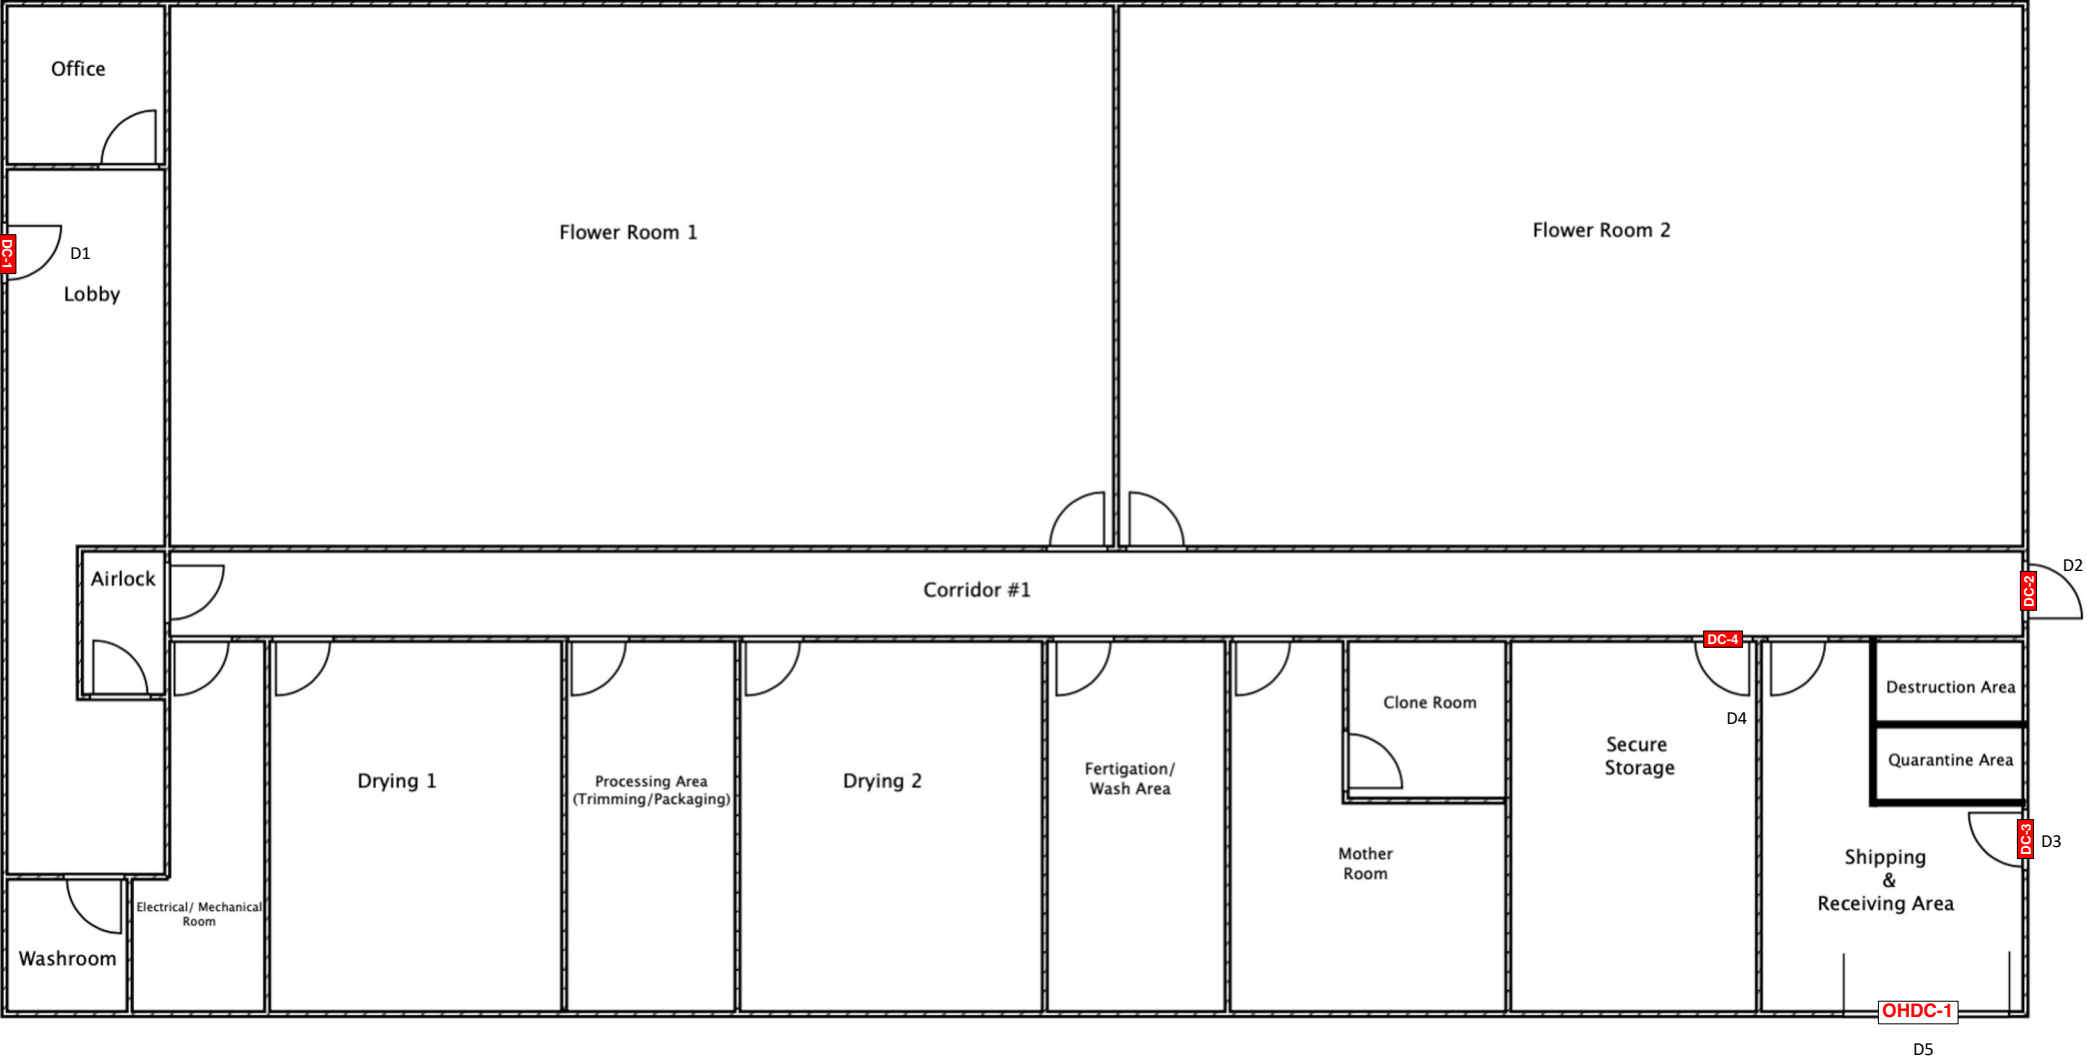 Office
Flower Room 1
Flower Room 2
DC-1
D1
Lobby
Airlock
Corridor #1
D2
DC-2
DC-4
Destruction Area
Clone Room
D4
Secure
Storage
Quarantine Area
Drying 1
Processing Area
(Trimming/Packaging)
Drying 2
Fertigation/
Wash Area
DC-3
D3
Mother
Room
Shipping
&
Receiving Area
Electrical/ Mechanical
Room
Washroom
OHDC-1
D5